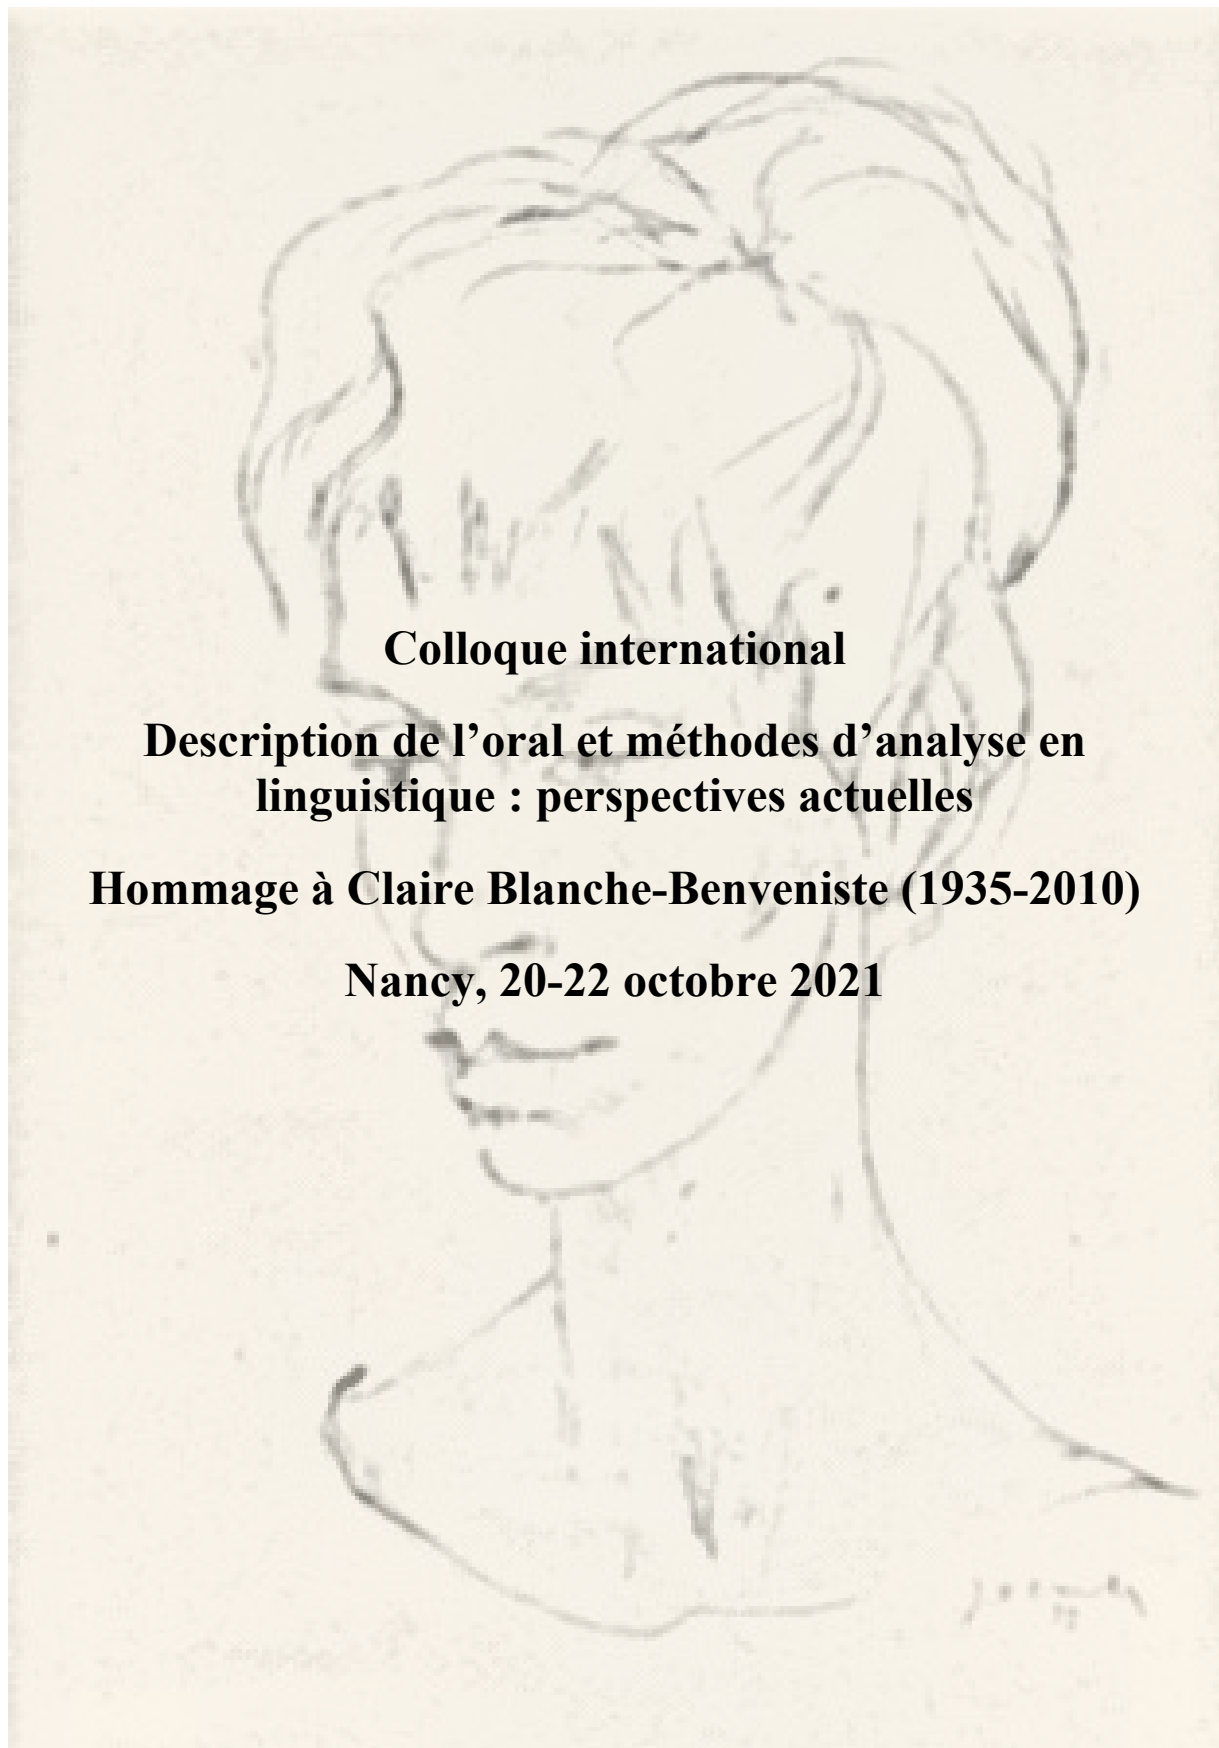 Colloque international
Description de l’oral et méthodes d’analyse en
linguistique : perspectives actuelles
Hommage à Claire Blanche-Benveniste (1935-2010)
Nancy, 20-22 octobre 2021